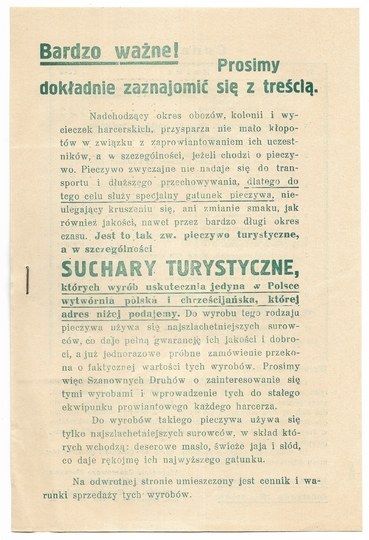 Bardzo ważne!
Prosimy
dokładnie zaznajomić się z treścią.
Nadchodzący okres obozów, kolonii i wy-
cieczek harcerskich, przysparza nie mało kłopo-
tów w związku z zaprowiantowaniem ich uczest-
ników, a w szczególności, jeżeli chodzi o pieczy-
wo. Pieczywo zwyczajne nie nadaje się do tran-
sportu i dłuższego przechowywania, dlatego do
tego celu służy specjalny gatunek pieczywa, nie-
ulegający kruszeniu się, ani zmianie smaku, jak
również jakości, nawet przez bardzo długi okres
czasu. Jest to tak zw. pieczywo turystyczne,
a w szczególności
SUCHARY TURYSTYCZNE,
których wyrób uskutecznia jedyna w Polsce
wytwórnia polska i chrześcijańska, której
adres niżej podajemy. Do wyrobu tego rodzaju
pieczywa używa się najszlachetniejszych surow-
ców, co daje pełną gwarancję ich jakości i dobro-
ci, a już jednorazowe próbne zamówienie przeko-
na o faktycznej wartości tych wyrobów. Prosimy
więc Szanownych Druhów o zainteresowanie się
tymi wyrobami i wprowadzenie tych do stałego
ekwipunku prowiantowego każdego harcerza.
Do wyrobów takiego pieczywa używa się
tylko najszlachetniejszych surowców, w skład któ-
rych wchodzą: deserowe masło, świeże jaja i słód,
co daje rękojmę ich najwyższego gatunku.
Na odwrotnej stronie umieszczony jest cennik i wa-
runki sprzedaży tych wyrobów.